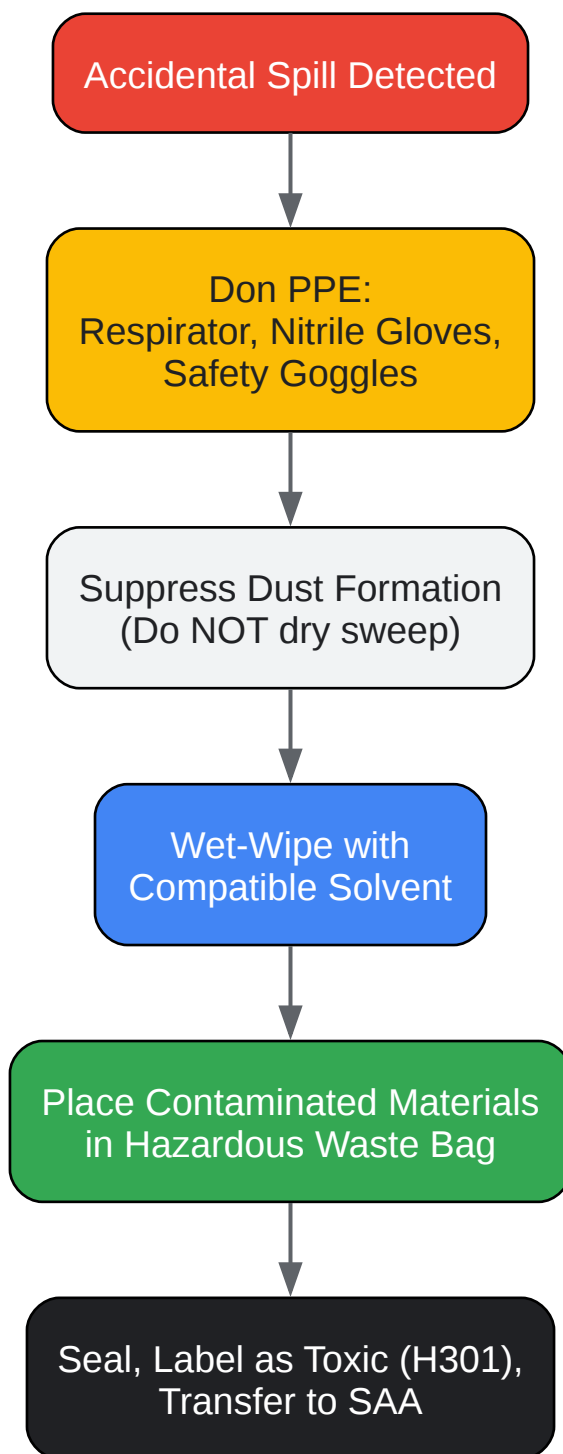 Accidental Spill Detected
Don PPE:
Respirator, Nitrile Gloves,
Safety Goggles
Suppress Dust Formation
(Do NOT dry sweep)
Wet-Wipe with
Compatible Solvent
Place Contaminated Materials
in Hazardous Waste Bag
Seal, Label as Toxic (H301),
Transfer to SAA